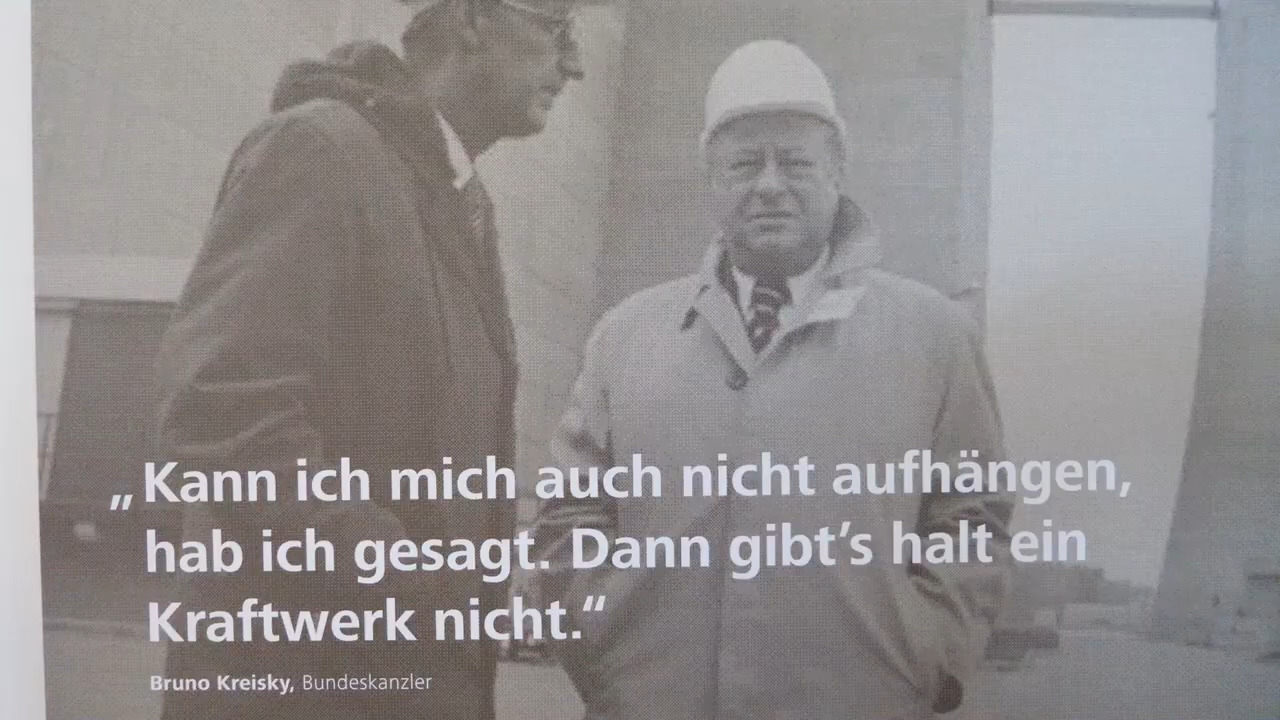 „Kann ich mich auch nicht aufhängen,
hab ich gesagt. Dann gibt’s halt ein
Kraftwerk nicht.“
Bruno Kreisky, Bundeskanzler